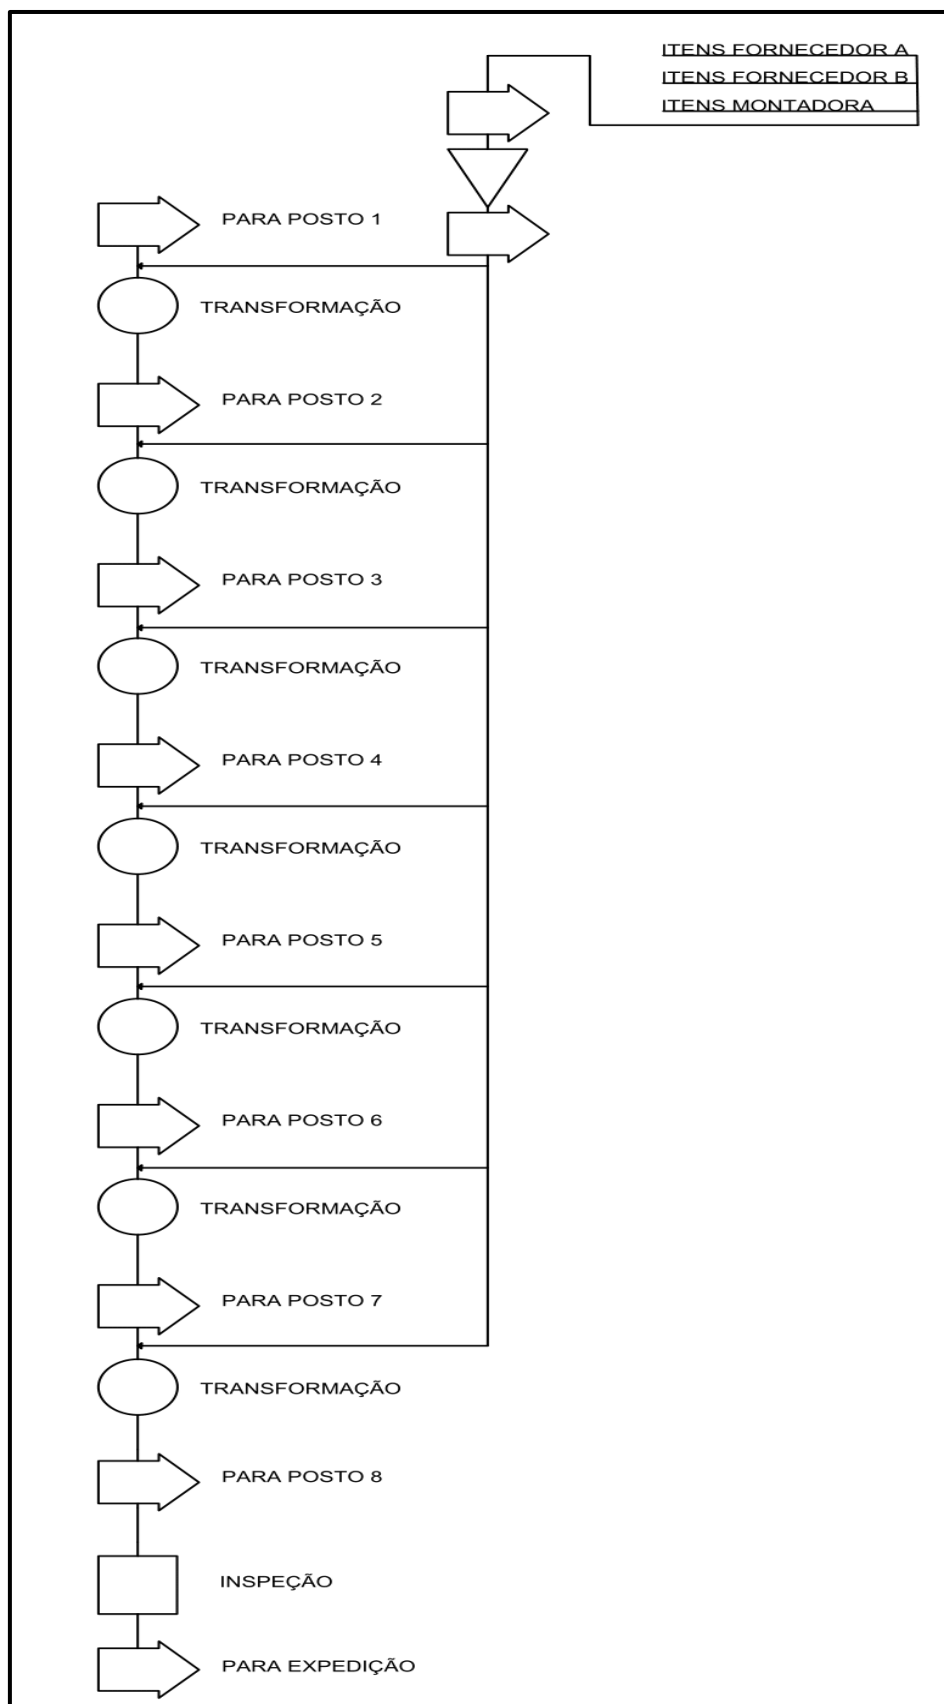 ITENS FORNECEDOR A
ITENS FORNECEDOR B
ITENS MONTADORA
PARA POSTO 1
TRANSFORMAÇÃO
PARA POSTO 2
TRANSFORMAÇÃO
PARA POSTO 3
TRANSFORMAÇÃO
PARA POSTO 4
TRANSFORMAÇÃO
PARA POSTO 5
TRANSFORMAÇÃO
PARA POSTO 6
TRANSFORMAÇÃO
PARA POSTO 7
TRANSFORMAÇÃO
PARA POSTO 8
INSPEÇÃO
PARA EXPEDIÇÃO